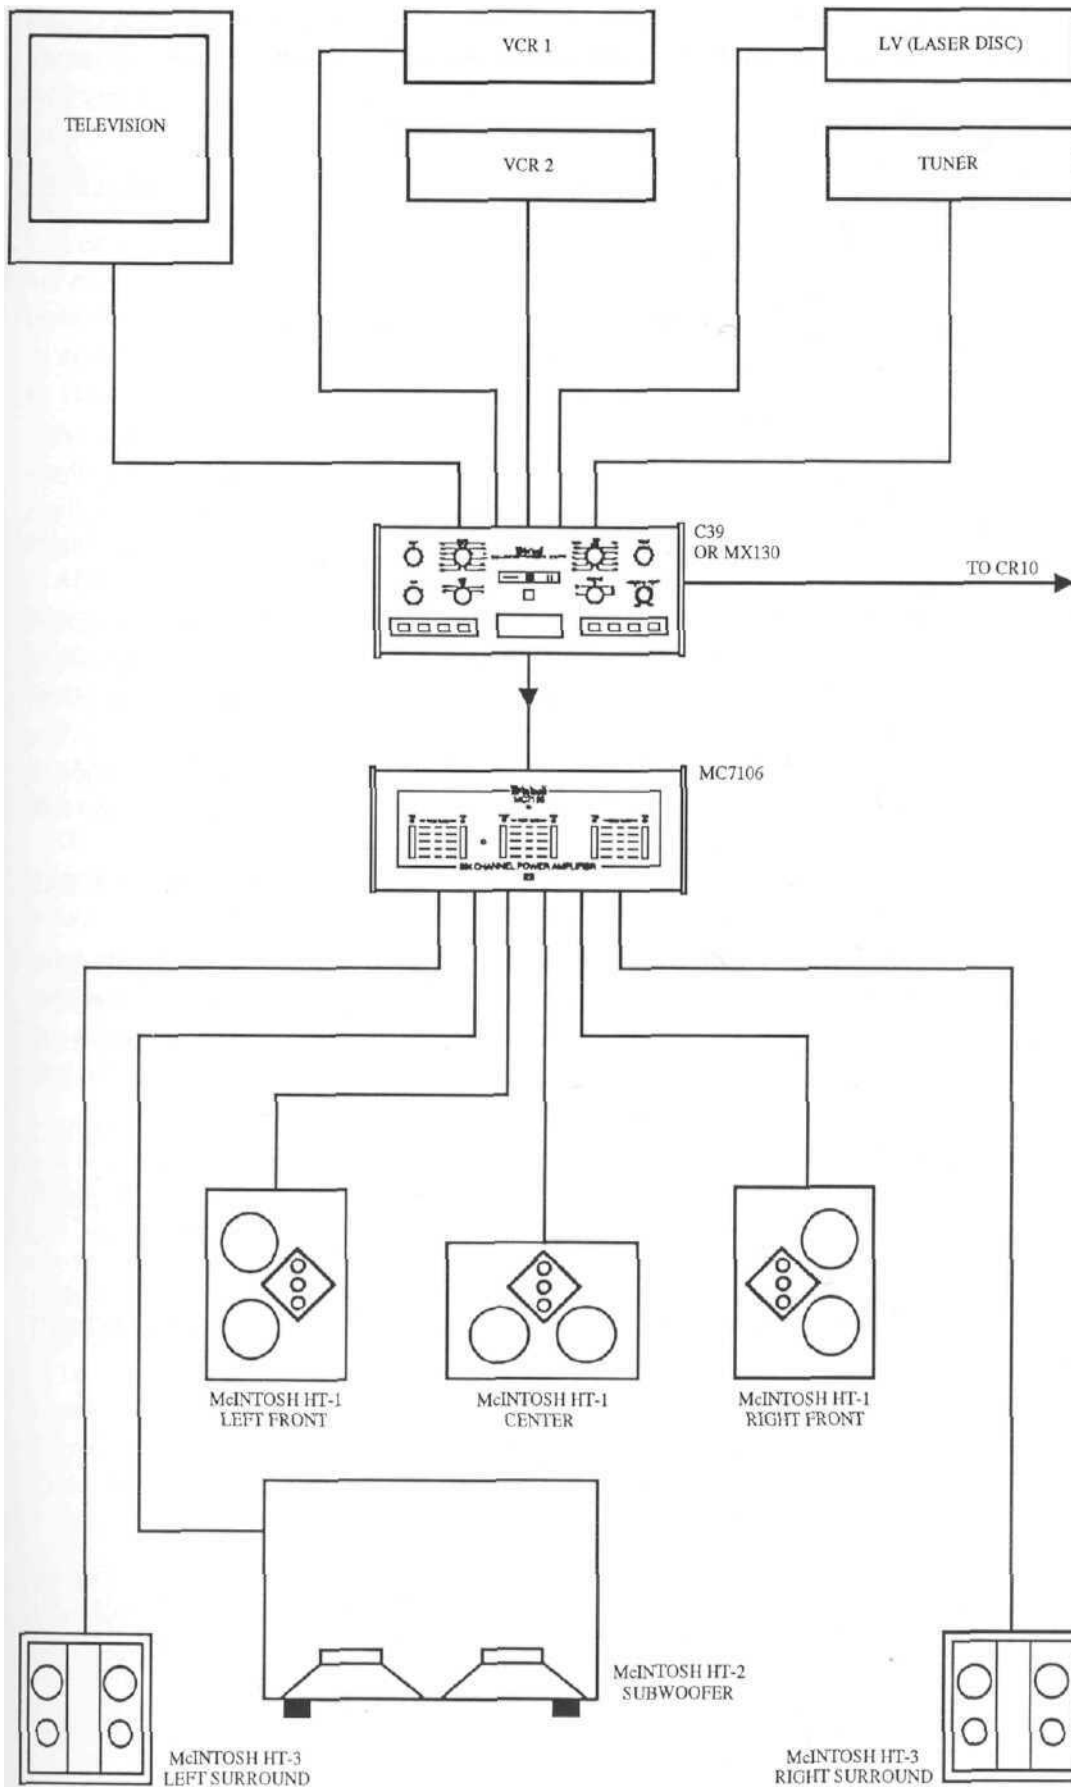 VCR 1
LV (LASER DISC)
TELEVISION
VCR 2
TUNER
C39
OR MX130
TO CR10
MC7106
SIX CHANNEL POWER AMPLIFIER
McINTOSH HT-1
LEFT FRONT
McINTOSH HT-1
CENTER
McINTOSH HT-1
RIGHT FRONT
McINTOSH HT-2
SUBWOOFER
McINTOSH HT-3
LEFT SURROUND
McINTOSH HT-3
RIGHT SURROUND